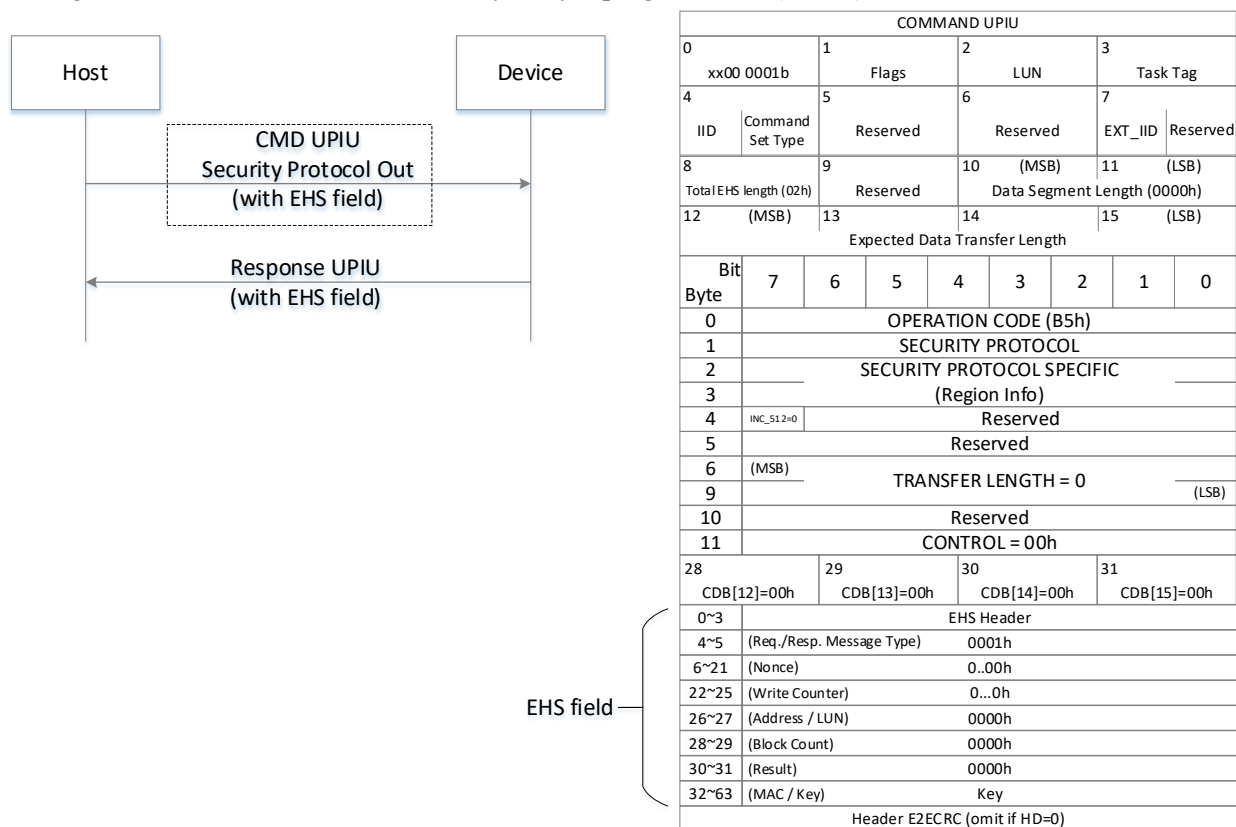 Host
Device
CMD UPIU
Security Protocol Out
(with EHS field)
Response UPIU
(with EHS field)
COMMAND UPIU
0 1 2 3
xx00 0001b Flags LUN Task Tag
4 5 6 7
IID Command Set Type Reserved Reserved EXT_IID Reserved
8 9 10 (MSB) 11 (LSB)
Total EHS length (02h) Reserved Data Segment Length (0000h)
12 (MSB) 13 14 15 (LSB)
Expected Data Transfer Length
Bit
Byte 7 6 5 4 3 2 1 0
0 OPERATION CODE (B5h)
1 SECURITY PROTOCOL
2 SECURITY PROTOCOL SPECIFIC
3 (Region Info)
4 INC_512=0 Reserved
5 Reserved
6 (MSB)
TRANSFER LENGTH = 0
9 (LSB)
10 Reserved
11 CONTROL = 00h
28 29 30 31
CDB[12]=00h CDB[13]=00h CDB[14]=00h CDB[15]=00h
EHS field
0~3 EHS Header
4~5 (Req./Resp. Message Type) 0001h
6~21 (Nonce) 0..00h
22~25 (Write Counter) 0...0h
26~27 (Address / LUN) 0000h
28~29 (Block Count) 0000h
30~31 (Result) 0000h
32~63 (MAC / Key) Key
Header E2ECRC (omit if HD=0)